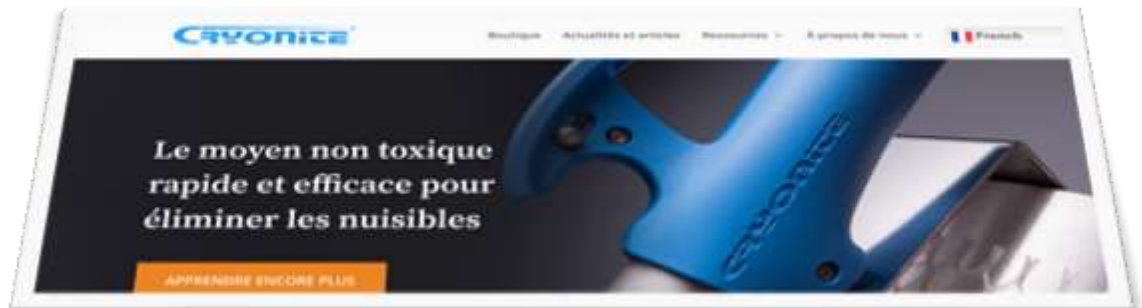 CRYONITE
Boutique Actualités et articles Ressources À propos de nous French
Le moyen non toxique
rapide et efficace pour
éliminer les nuisibles
CRYONITE
APPRENDRE ENCORE PLUS